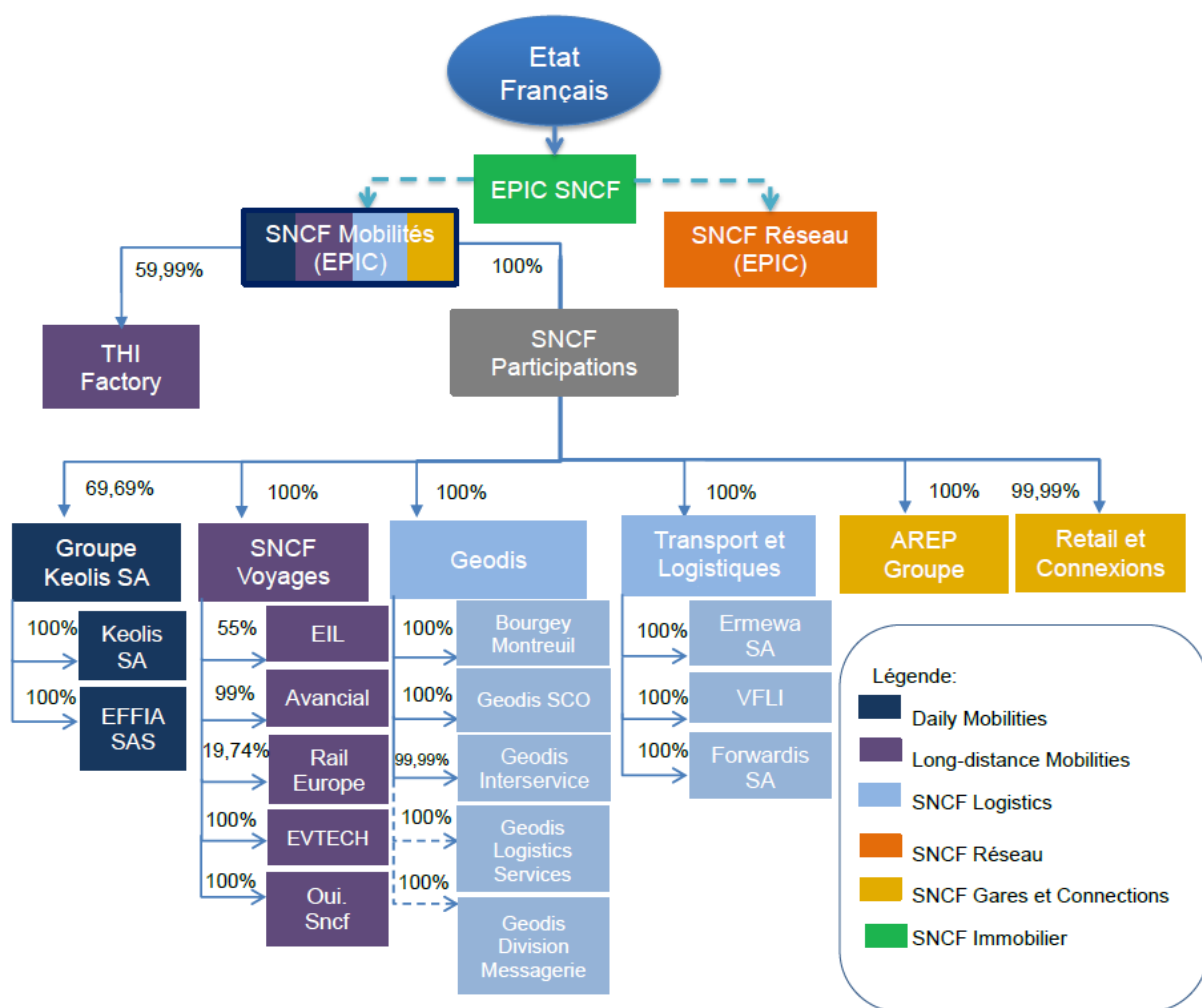 Etat
Français
EPIC SNCF
SNCF Mobilités
(EPIC)
SNCF Réseau
(EPIC)
59,99%
100%
THI
Factory
SNCF
Participations
69,69%
100%
100%
100%
100%
99,99%
Groupe
Keolis SA
SNCF
Voyages
Geodis
Transport et
Logistiques
AREP
Groupe
Retail et
Connexions
100%
Keolis
SA
100%
EFFIA
SAS
55%
EIL
99%
Avancial
19,74%
Rail
Europe
100%
EVTECH
100%
Oui.
Sncf
100%
Bourgey
Montreuil
100%
Geodis SCO
99,99%
Geodis
Interservice
100%
Geodis
Logistics
Services
100%
Geodis
Division
Messagerie
100%
Ermewa
SA
100%
VFLI
100%
Forwardis
SA
Légende:
Daily Mobilities
Long-distance Mobilities
SNCF Logistics
SNCF Réseau
SNCF Gares et Connections
SNCF Immobilier